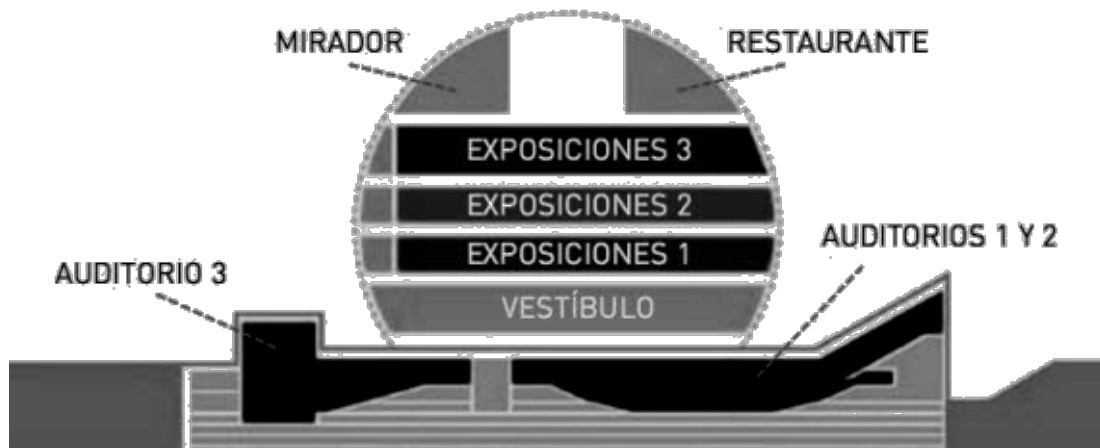 MIRADOR
RESTAURANTE
EXPOSICIONES 3
EXPOSICIONES 2
EXPOSICIONES 1
AUDITORIOS 1 Y 2
AUDITORIO 3
VESTÍBULO